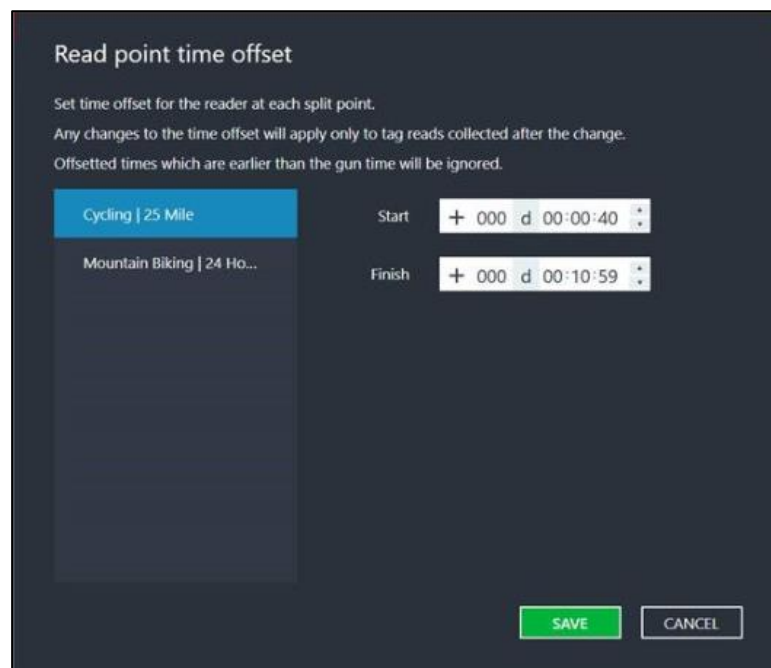 Read point time offset
Set time offset for the reader at each split point.
Any changes to the time offset will apply only to tag reads collected after the change.
Offsetted times which are earlier than the gun time will be ignored.
Cycling | 25 Mile
Start + 000 d 00:00:40
Mountain Biking | 24 Ho...
Finish + 000 d 00:10:59
SAVE CANCEL